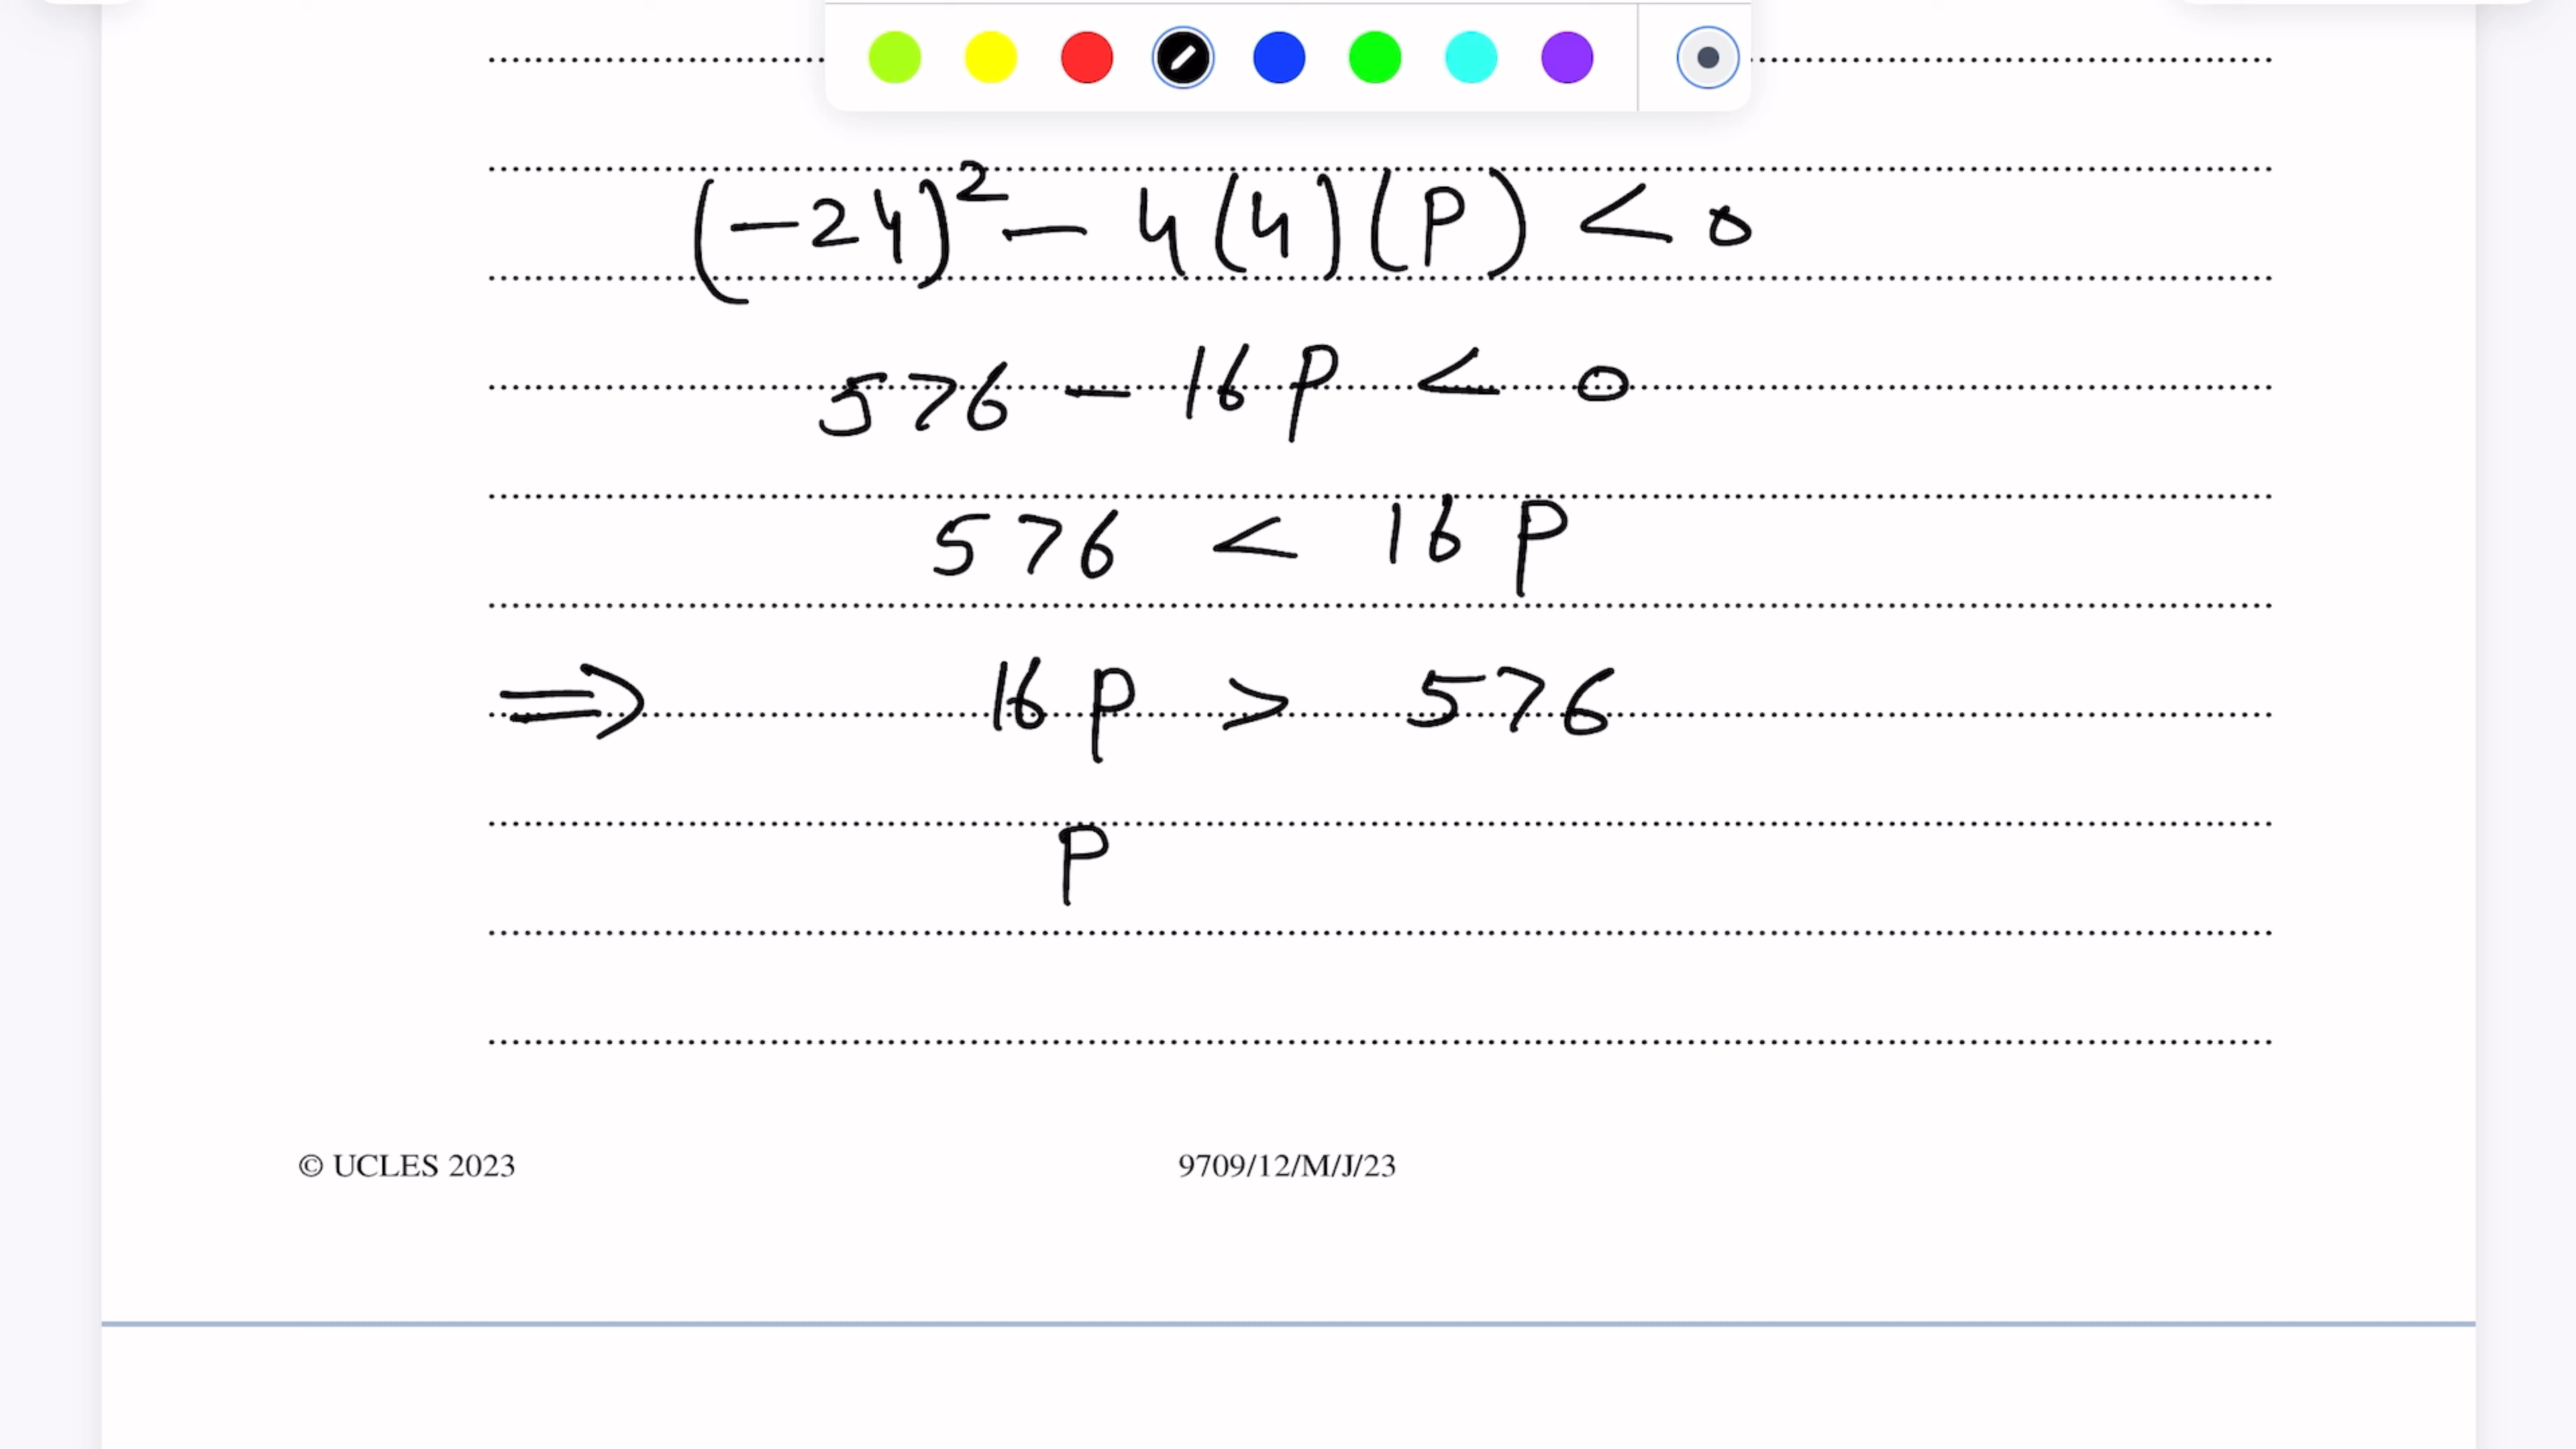 (-24)² - 4(4)(P) < 0
576 - 16P < 0
576 < 16P
⇒ 16P > 576
P
© UCLES 2023
9709/12/M/J/23